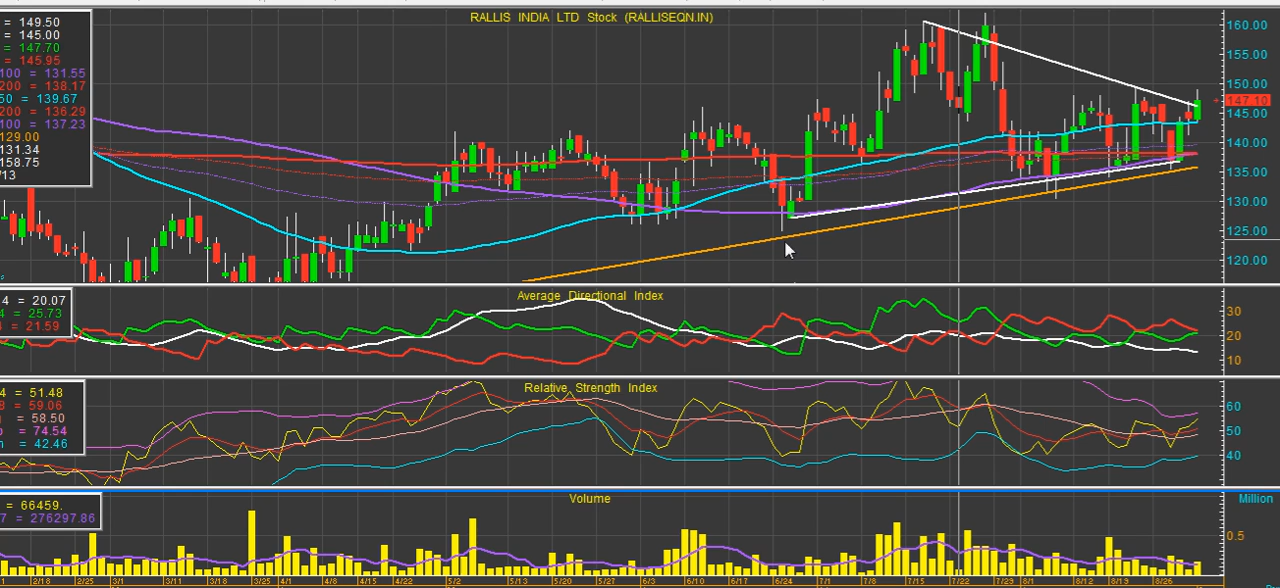 RALLIS INDIA LTD Stock (RALLISEQN.IN)
= 149.50
= 145.00
= 147.70
= 145.95
100 = 131.55
200 = 138.17
50 = 139.67
200 = 136.29
100 = 137.23
129.00
131.34
158.75
/13
160.00
155.00
150.00
147.10
145.00
140.00
135.00
130.00
125.00
120.00
Average Directional Index
4 = 20.07
4 = 25.73
4 = 21.59
30
20
10
Relative Strength Index
4 = 51.48
8 = 59.06
= 58.50
= 74.54
n = 42.46
60
50
40
Volume
Million
= 66459.
7 = 276297.86
0.5
2/18 2/25 3/1 3/11 3/18 3/25 4/1 4/8 4/15 4/22 5/2 5/13 5/20 5/27 6/3 6/10 6/17 6/24 7/1 7/8 7/15 7/22 7/29 8/1 8/12 8/19 8/26